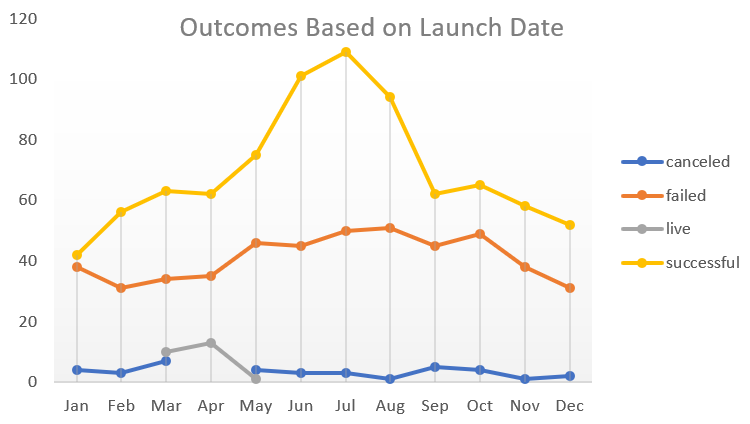 Outcomes Based on Launch Date
120
100
80
60
40
20
0
Jan Feb Mar Apr May Jun Jul Aug Sep Oct Nov Dec
canceled
failed
live
successful